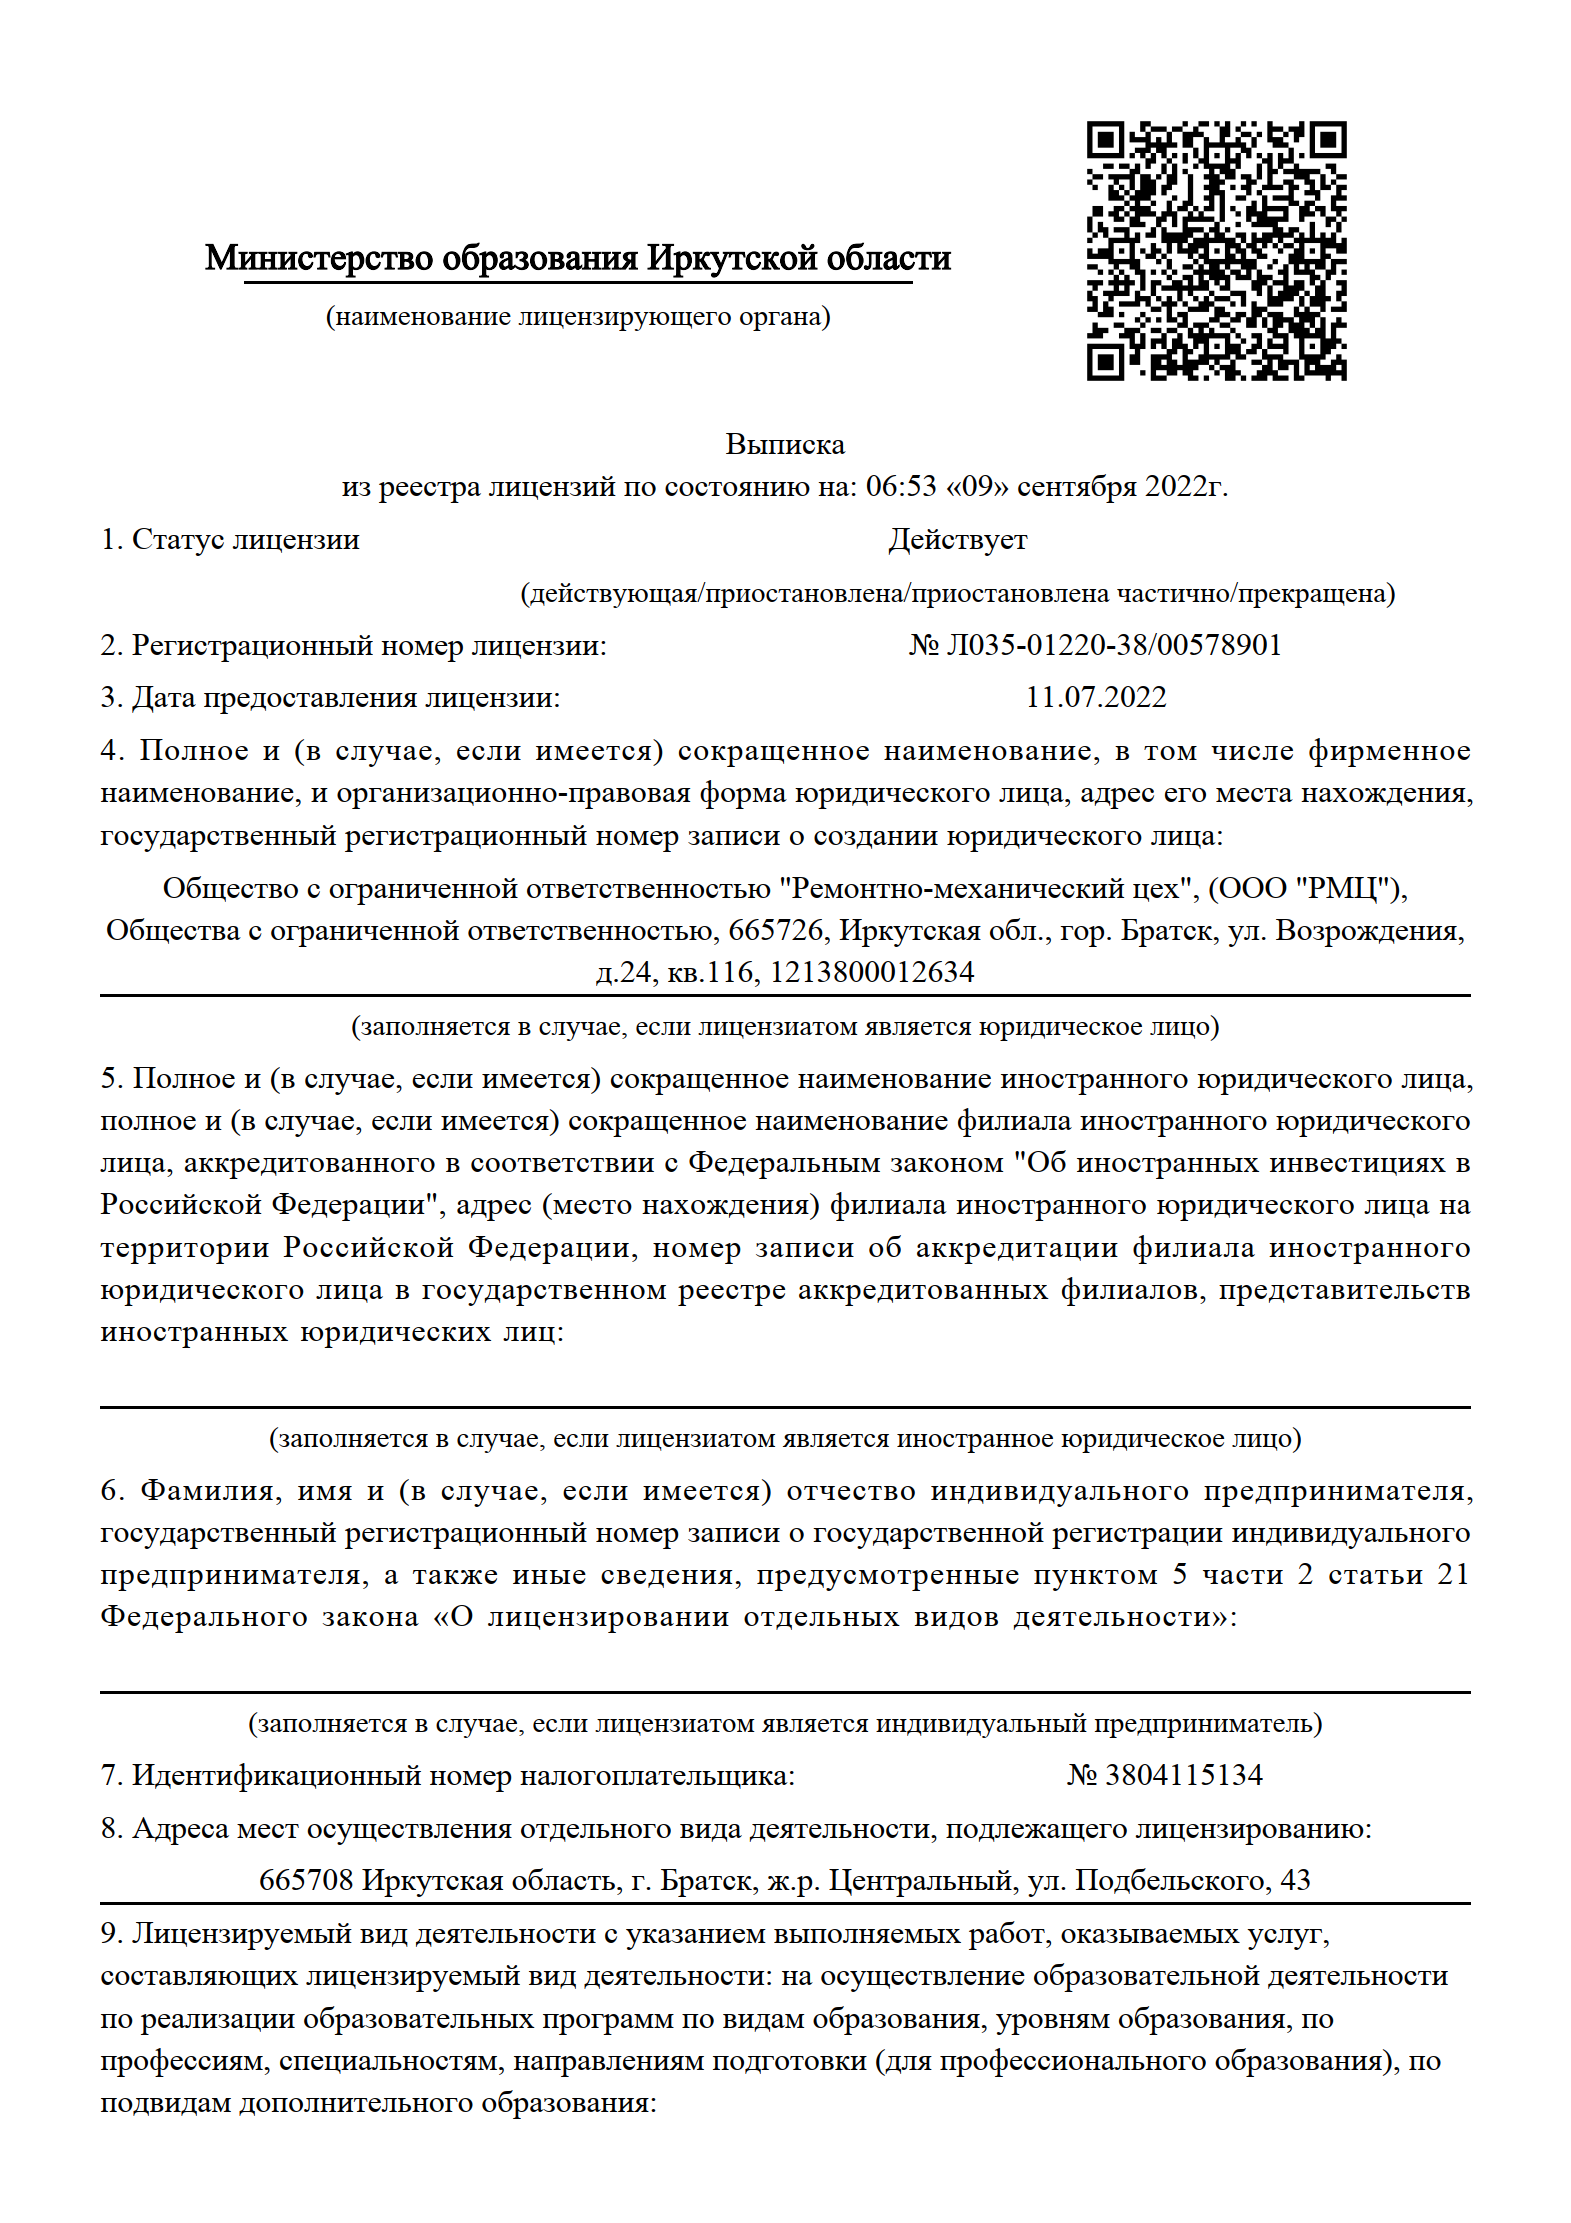 Министерство образования Иркутской области
(наименование лицензирующего органа)
Выписка
из реестра лицензий по состоянию на: 06:53 «09» сентября 2022г.
1. Статус лицензии Действует
(действующая/приостановлена/приостановлена частично/прекращена)
2. Регистрационный номер лицензии: № Л035-01220-38/00578901
3. Дата предоставления лицензии: 11.07.2022
4. Полное и (в случае, если имеется) сокращенное наименование, в том числе фирменное
наименование, и организационно-правовая форма юридического лица, адрес его места нахождения,
государственный регистрационный номер записи о создании юридического лица:
Общество с ограниченной ответственностью "Ремонтно-механический цех", (ООО "РМЦ"),
Общества с ограниченной ответственностью, 665726, Иркутская обл., гор. Братск, ул. Возрождения,
д.24, кв.116, 1213800012634
(заполняется в случае, если лицензиатом является юридическое лицо)
5. Полное и (в случае, если имеется) сокращенное наименование иностранного юридического лица,
полное и (в случае, если имеется) сокращенное наименование филиала иностранного юридического
лица, аккредитованного в соответствии с Федеральным законом "Об иностранных инвестициях в
Российской Федерации", адрес (место нахождения) филиала иностранного юридического лица на
территории Российской Федерации, номер записи об аккредитации филиала иностранного
юридического лица в государственном реестре аккредитованных филиалов, представительств
иностранных юридических лиц:
(заполняется в случае, если лицензиатом является иностранное юридическое лицо)
6. Фамилия, имя и (в случае, если имеется) отчество индивидуального предпринимателя,
государственный регистрационный номер записи о государственной регистрации индивидуального
предпринимателя, а также иные сведения, предусмотренные пунктом 5 части 2 статьи 21
Федерального закона «О лицензировании отдельных видов деятельности»:
(заполняется в случае, если лицензиатом является индивидуальный предприниматель)
7. Идентификационный номер налогоплательщика: № 3804115134
8. Адреса мест осуществления отдельного вида деятельности, подлежащего лицензированию:
665708 Иркутская область, г. Братск, ж.р. Центральный, ул. Подбельского, 43
9. Лицензируемый вид деятельности с указанием выполняемых работ, оказываемых услуг,
составляющих лицензируемый вид деятельности: на осуществление образовательной деятельности
по реализации образовательных программ по видам образования, уровням образования, по
профессиям, специальностям, направлениям подготовки (для профессионального образования), по
подвидам дополнительного образования: